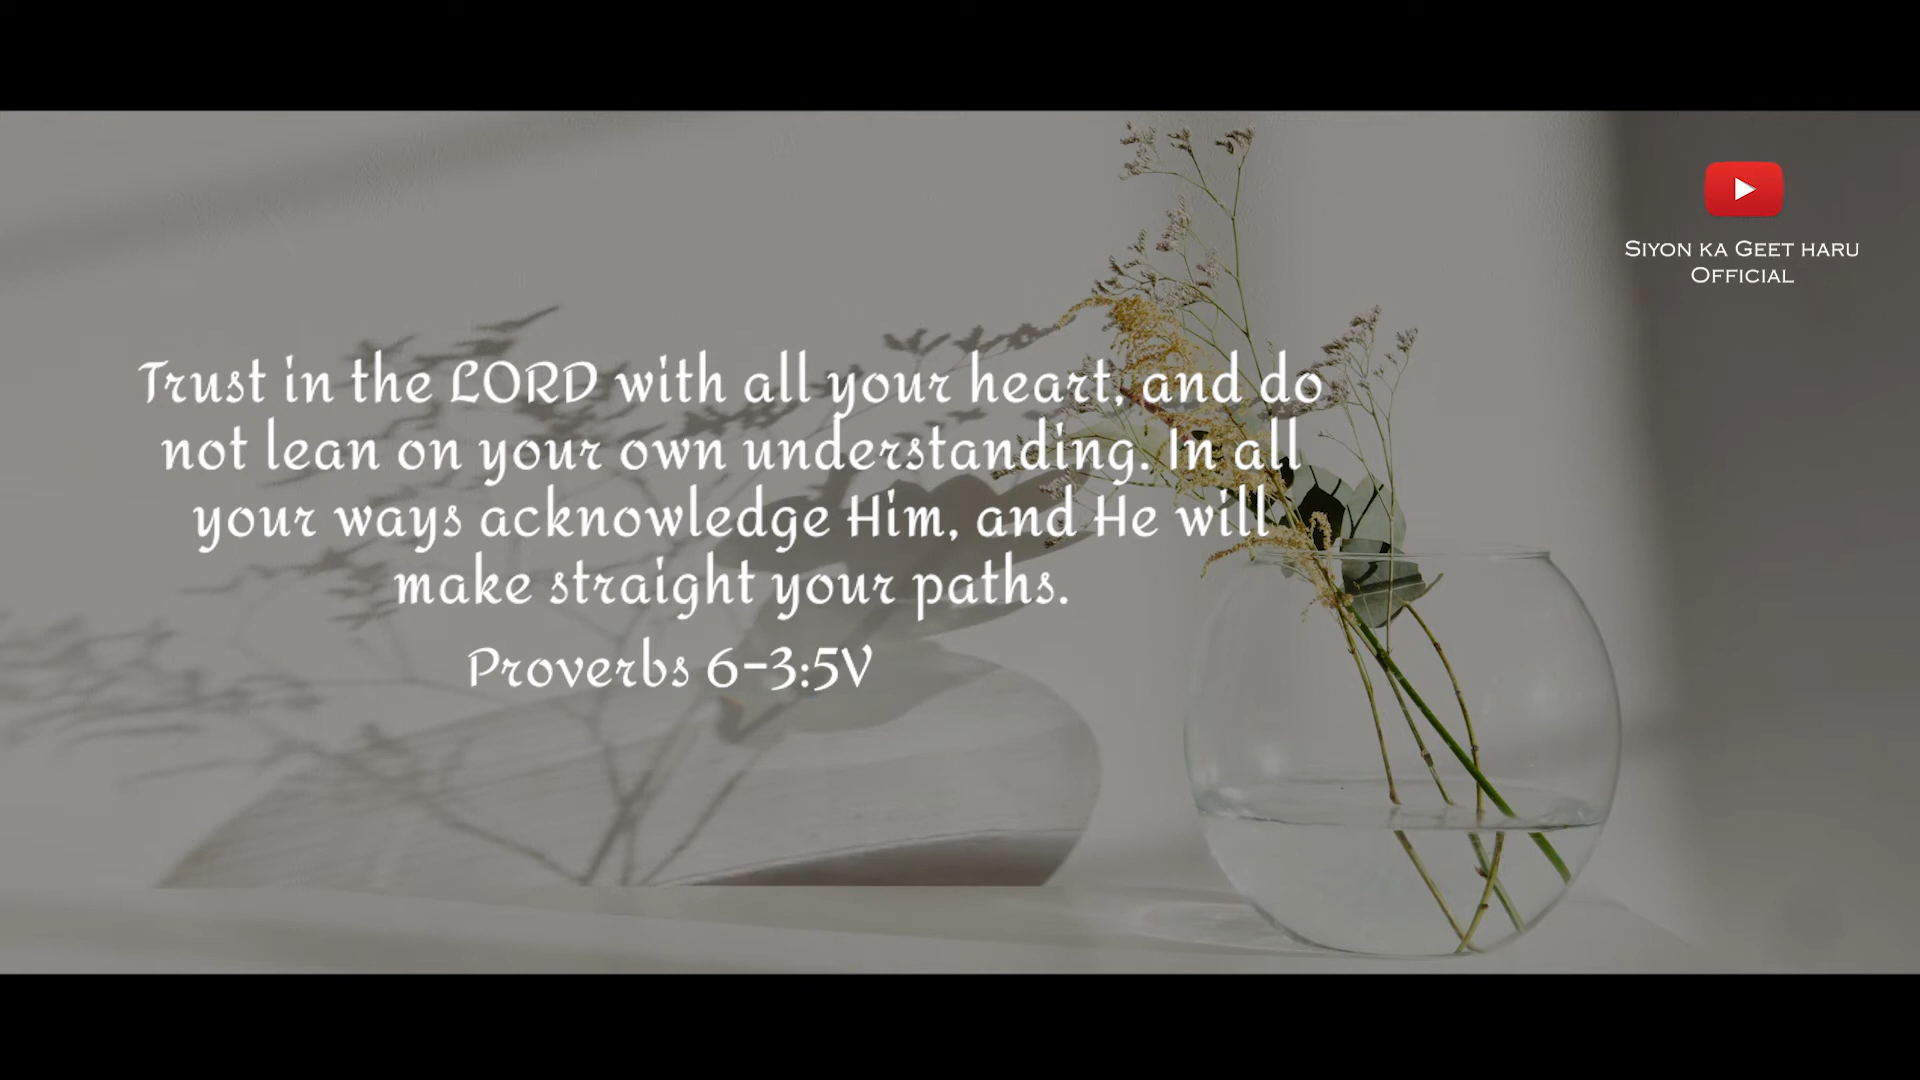 Siyon ka Geet haru
Official
Trust in the LORD with all your heart, and do
not lean on your own understanding. In all
your ways acknowledge Him, and He will
make straight your paths.
Proverbs 6-3:5V